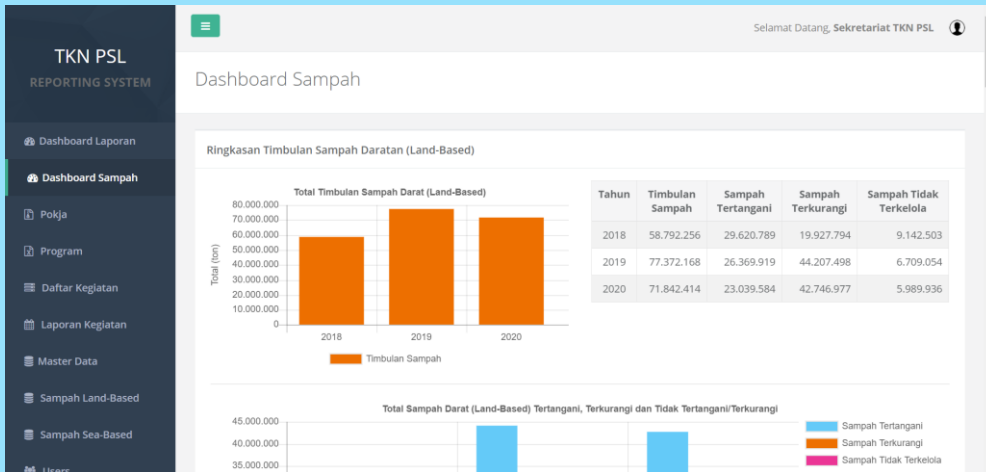 TKN PSL
REPORTING SYSTEM
Dashboard Laporan
Dashboard Sampah
Pokja
Program
Daftar Kegiatan
Laporan Kegiatan
Master Data
Sampah Land-Based
Sampah Sea-Based
Users
Selamat Datang, Sekretariat TKN PSL
Dashboard Sampah
Ringkasan Timbulan Sampah Daratan (Land-Based)
Total Timbulan Sampah Darat (Land-Based)
Total (ton)
80.000.000
70.000.000
60.000.000
50.000.000
40.000.000
30.000.000
20.000.000
10.000.000
0
2018 2019 2020
Timbulan Sampah
Tahun Timbulan Sampah Sampah Tertangani Sampah Terkurangi Sampah Tidak Terkelola
2018 58.792.256 29.620.789 19.927.794 9.142.503
2019 77.372.168 26.369.919 44.207.498 6.709.054
2020 71.842.414 23.039.584 42.746.977 5.989.936
Total Sampah Darat (Land-Based) Tertangani, Terkurangi dan Tidak Tertangani/Terkurangi
45.000.000
40.000.000
35.000.000
Sampah Tertangani
Sampah Terkurangi
Sampah Tidak Terkelola